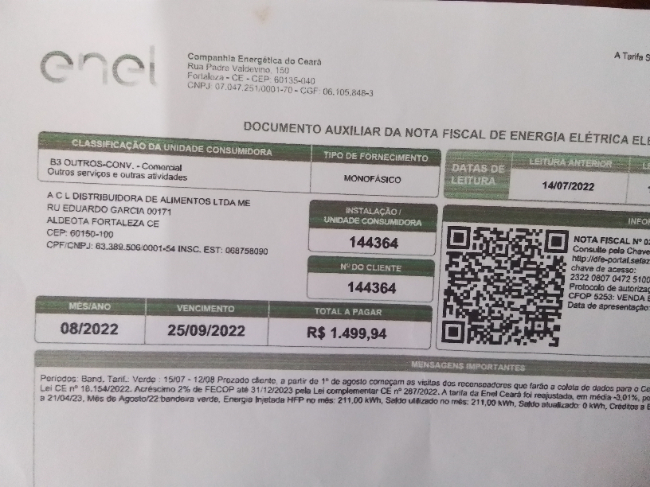 enel
Companhia Energética do Ceará
Rua Padre Valdevino, 150
Fortaleza - CE - CEP: 60135-040
CNPJ: 07.047.251/0001-70 - CGF: 06.105.848-3
A Tarifa S
DOCUMENTO AUXILIAR DA NOTA FISCAL DE ENERGIA ELÉTRICA ELE
CLASSIFICAÇÃO DA UNIDADE CONSUMIDORA
TIPO DE FORNECIMENTO
B3 OUTROS-CONV. - Comercial
Outros serviços e outras atividades
MONOFÁSICO
DATAS DE LEITURA
LEITURA ANTERIOR
14/07/2022
A C L DISTRIBUIDORA DE ALIMENTOS LTDA ME
RU EDUARDO GARCIA 00171
ALDEOTA FORTALEZA CE
CEP: 60150-100
CPF/CNPJ: 63.389.506/0001-54 INSC. EST: 068758090
INSTALAÇÃO /
UNIDADE CONSUMIDORA
144364
Nº DO CLIENTE
144364
INFOR
NOTA FISCAL Nº 02
Consulte pela Chave
http://dfe-portal.sefaz
chave de acesso:
2322 0807 0472 5100
Protocolo de autorizaç
CFOP 5253: VENDA E
Data de apresentação:
MÊS/ANO
VENCIMENTO
TOTAL A PAGAR
08/2022
25/09/2022
R$ 1.499,94
MENSAGENS IMPORTANTES
Períodos: Band. Tarif.: Verde : 15/07 - 12/08 Prezado cliente, a partir de 1º de agosto começam as visitas dos recenseadores que farão a coleta de dados para o Ce
Lei CE nº 18.154/2022. Acréscimo 2% de FECOP até 31/12/2023 pela Lei complementar CE nº 287/2022. A tarifa da Enel Ceará foi reajustada, em média -3,01%, po
a 21/04/23. Mês de Agosto/22 bandeira verde, Energia Injetada HFP no mês: 211,00 kWh, Saldo utilizado no mês: 211,00 kWh, Saldo atualizado: 0 kWh, Créditos a E